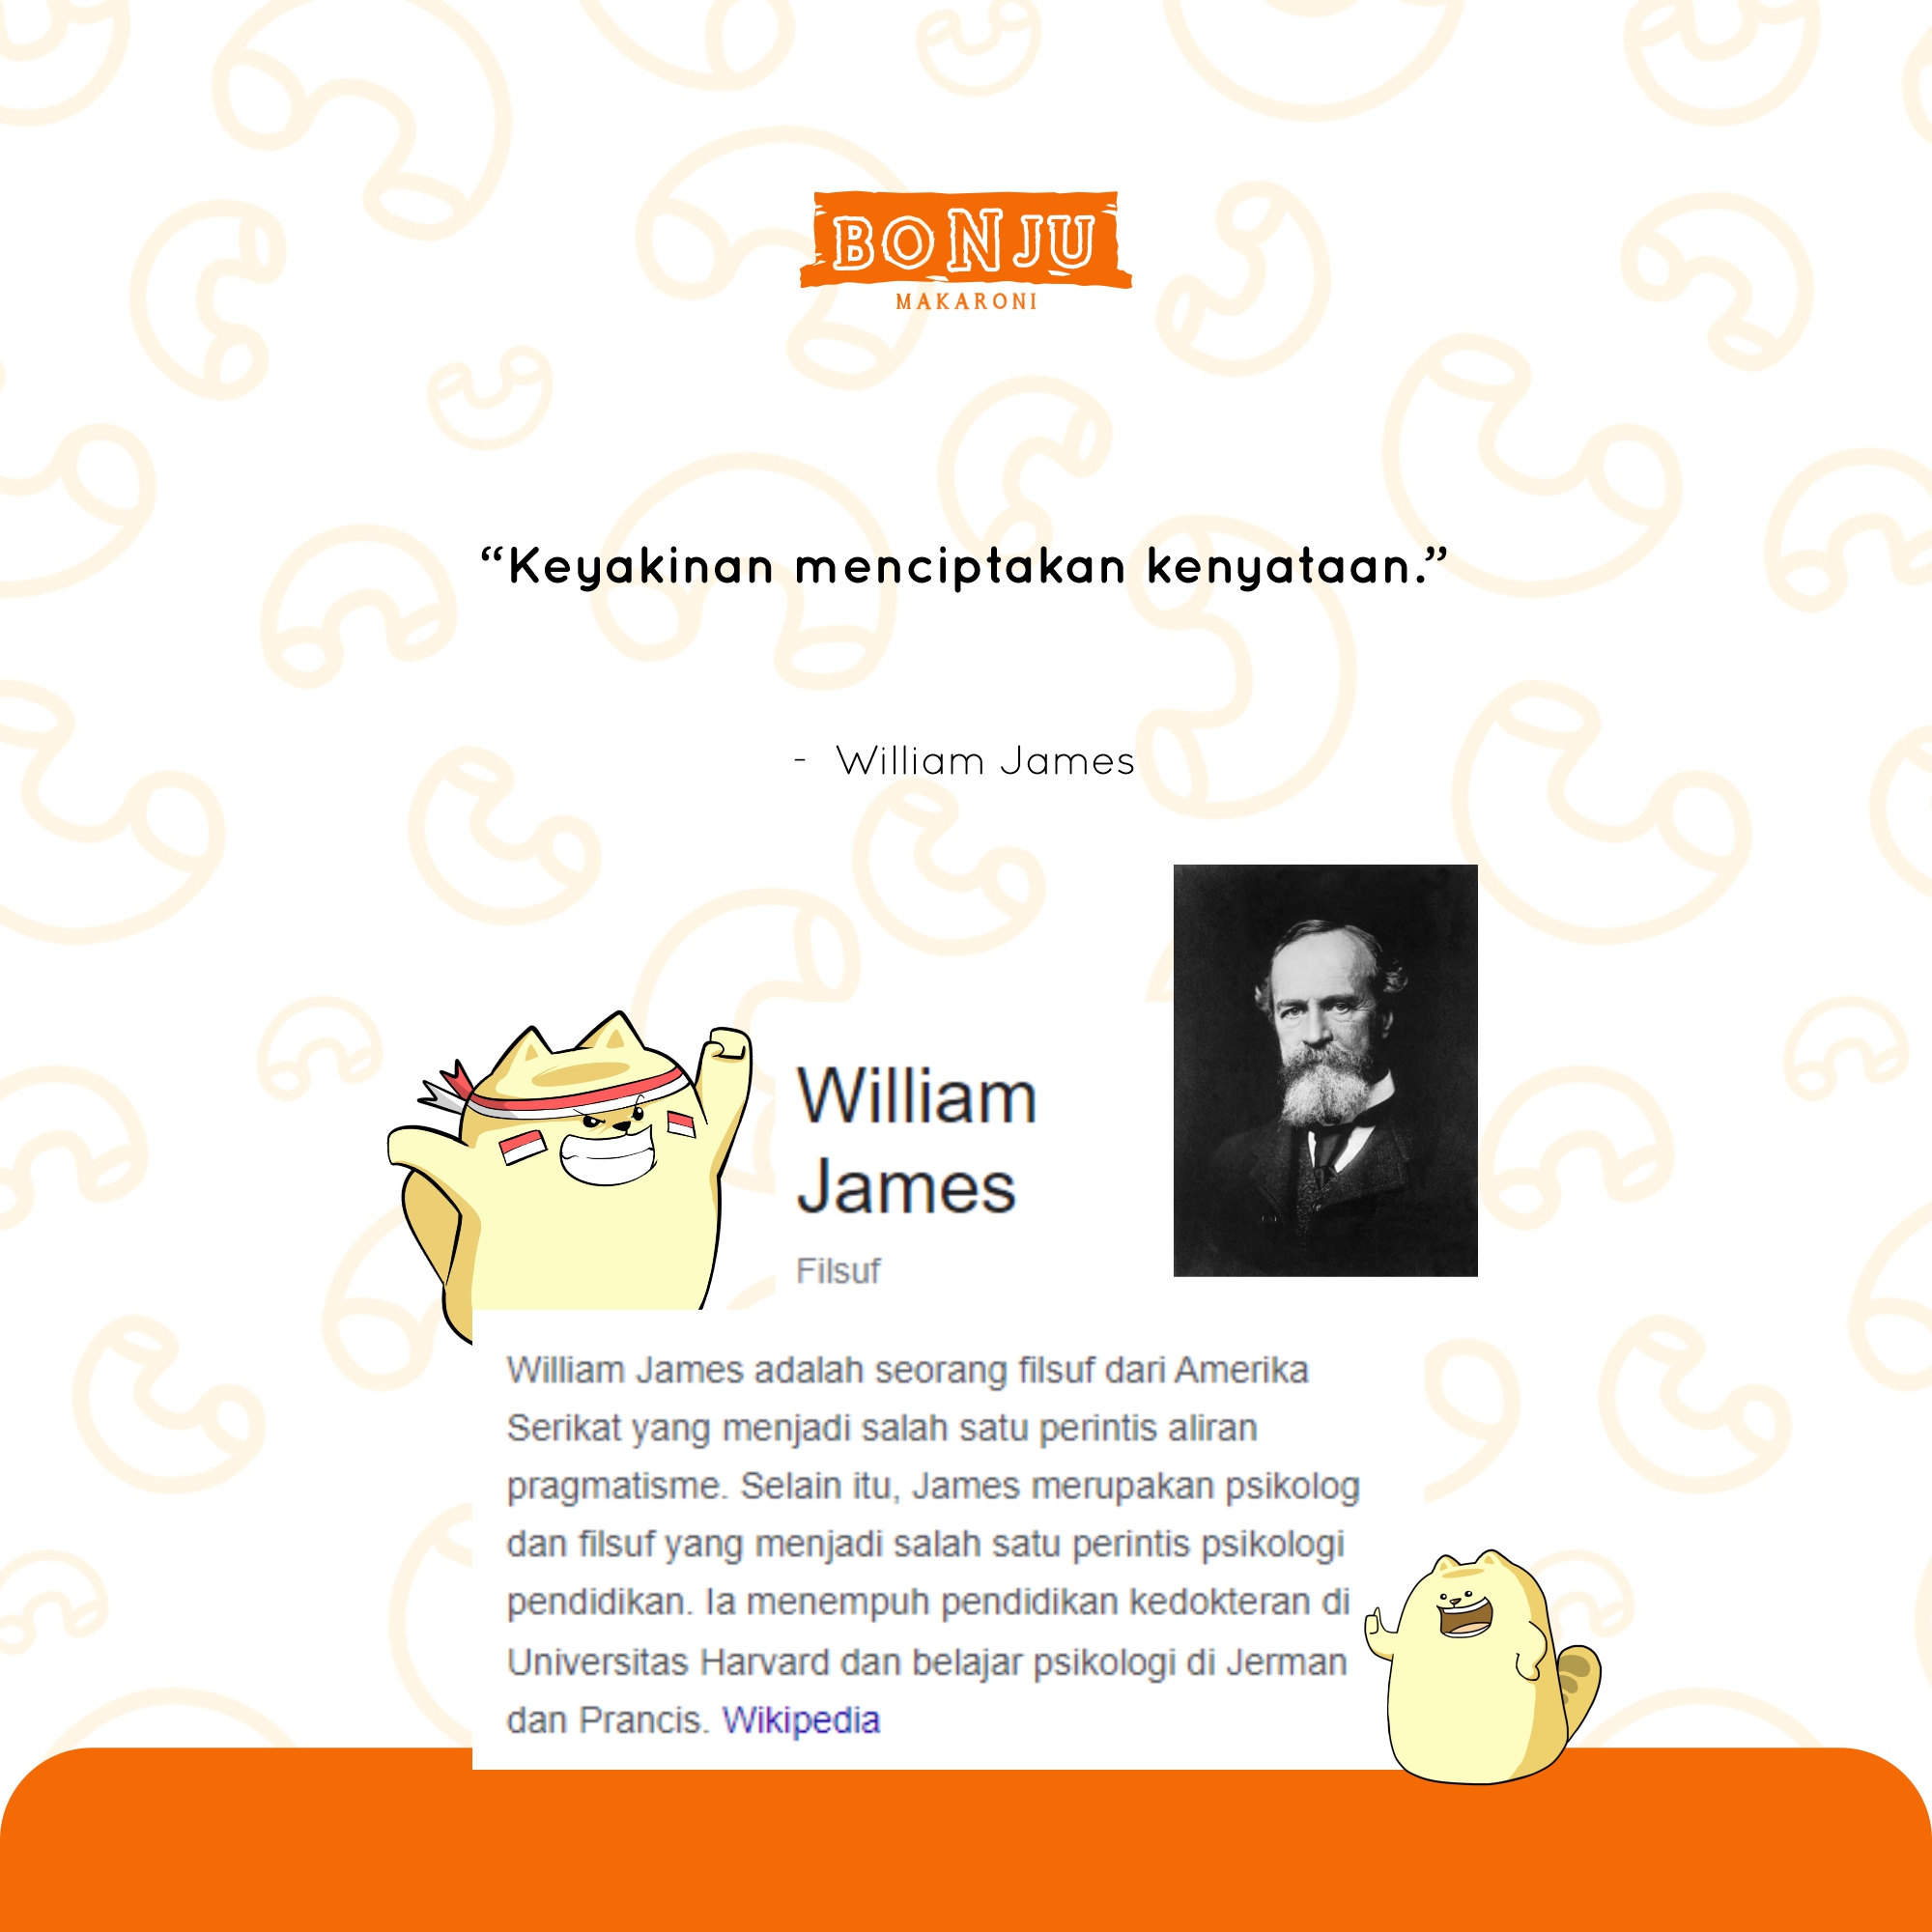 BONJU
MAKARONI
“Keyakinan menciptakan kenyataan.”
- William James
William
James
Filsuf
William James adalah seorang filsuf dari Amerika
Serikat yang menjadi salah satu perintis aliran
pragmatisme. Selain itu, James merupakan psikolog
dan filsuf yang menjadi salah satu perintis psikologi
pendidikan. Ia menempuh pendidikan kedokteran di
Universitas Harvard dan belajar psikologi di Jerman
dan Prancis. Wikipedia